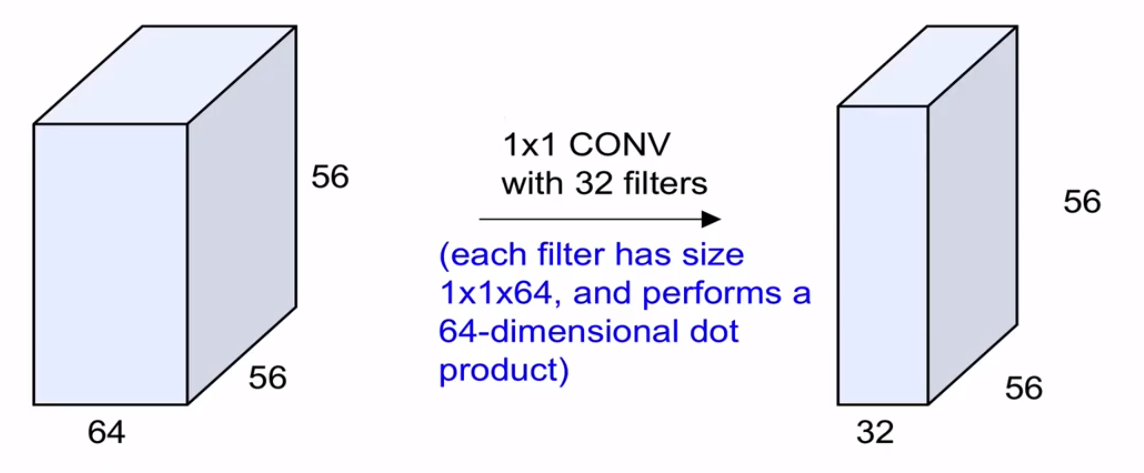 56
56
64
1x1 CONV
with 32 filters
(each filter has size
1x1x64, and performs a
64-dimensional dot
product)
56
56
32